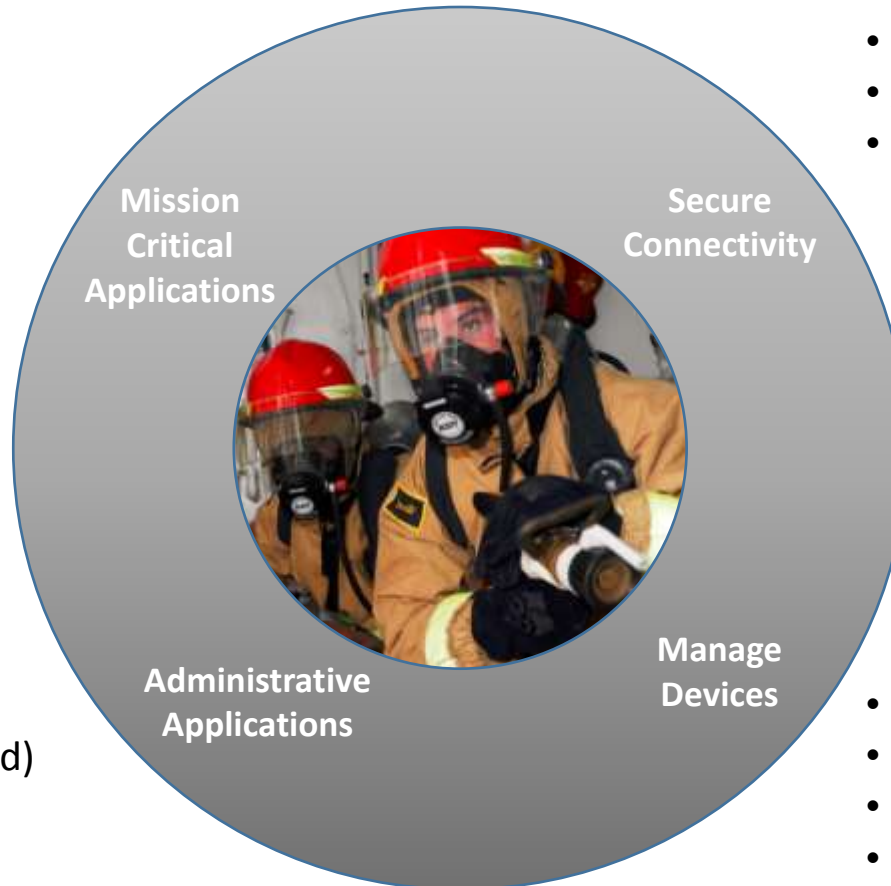 Mission
Critical
Applications
Secure
Connectivity
Administrative
Applications
Manage
Devices
d)
•
•
•
•
•
•
•